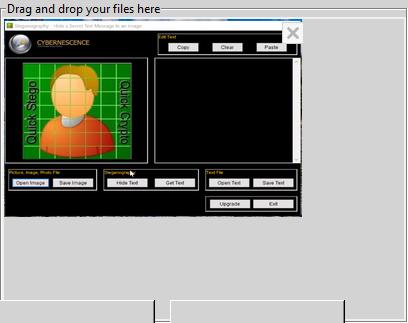 Drag and drop your files here
Steganography - Hide a Secret Text Message in an Image
CYBERNESCENCE
Edit Text
Copy Clear Paste
Quick Stego
Quick Crypto
Picture, Image, Photo File
Steganography
Text File
Open Image Save Image
Hide Text Get Text
Open Text Save Text
Upgrade Exit